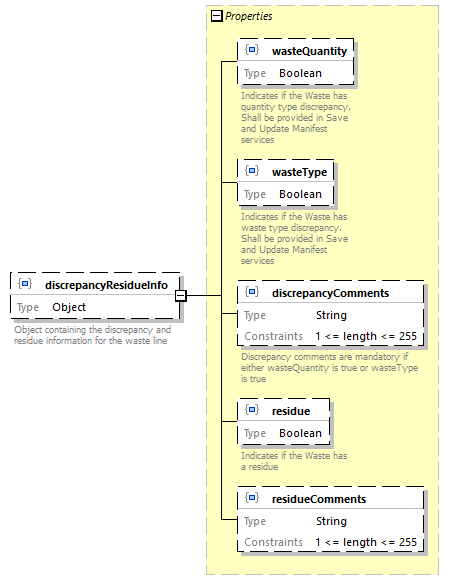 Properties
wasteQuantity
Type Boolean
Indicates if the Waste has
quantity type discrepancy.
Shall be provided in Save
and Update Manifest
services
wasteType
Type Boolean
Indicates if the Waste has
waste type discrepancy.
Shall be provided in Save
and Update Manifest
services
discrepancyResidueInfo
Type Object
Object containing the discrepancy and
residue information for the waste line
discrepancyComments
Type String
Constraints 1 <= length <= 255
Discrepancy comments are mandatory if
either wasteQuantity is true or wasteType
is true
residue
Type Boolean
Indicates if the Waste has
a residue
residueComments
Type String
Constraints 1 <= length <= 255